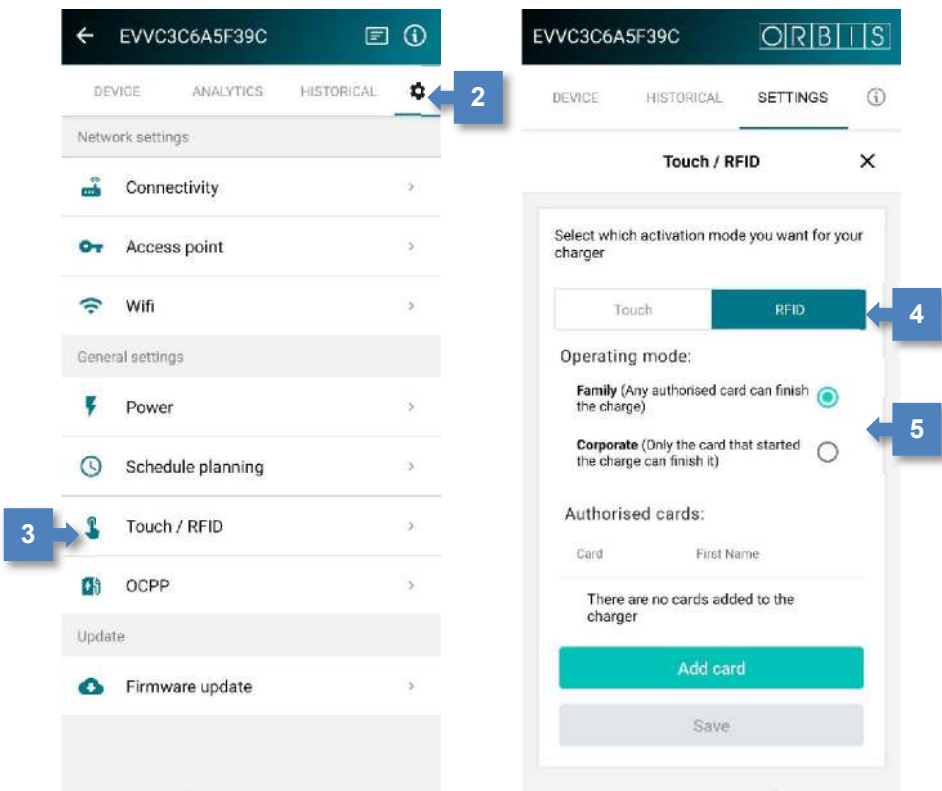 EVVC3C6A5F39C
DEVICE ANALYTICS HISTORICAL
2
Network settings
Connectivity
Access point
Wifi
General settings
Power
Schedule planning
3
Touch / RFID
OCPP
Update
Firmware update
EVVC3C6A5F39C
ORBIS
DEVICE HISTORICAL SETTINGS
Touch / RFID
Select which activation mode you want for your
charger
Touch RFID
4
Operating mode:
Family (Any authorised card can finish
the charge)
5
Corporate (Only the card that started
the charge can finish it)
Authorised cards:
Card First Name
There are no cards added to the
charger
Add card
Save